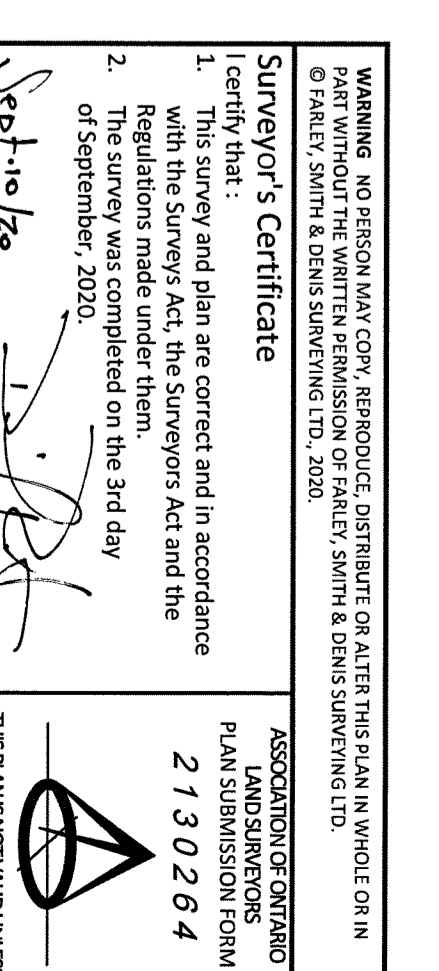 WARNING NO PERSON MAY COPY, REPRODUCE, DISTRIBUTE OR ALTER THIS PLAN IN WHOLE OR IN
PART WITHOUT THE WRITTEN PERMISSION OF FARLEY, SMITH & DENIS SURVEYING LTD.
© FARLEY, SMITH & DENIS SURVEYING LTD., 2020.
Surveyor's Certificate
I certify that :
1. This survey and plan are correct and in accordance
with the Surveys Act, the Surveyors Act and the
Regulations made under them.
2. The survey was completed on the 3rd day
of September, 2020.
Sept.10/20
ASSOCIATION OF ONTARIO
LAND SURVEYORS
PLAN SUBMISSION FORM
2130264